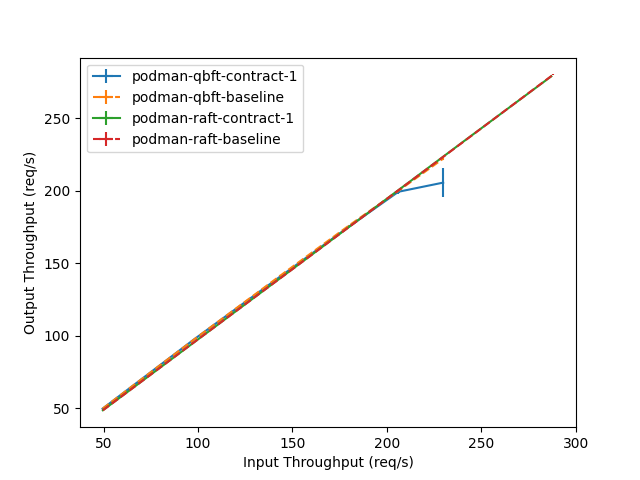 podman-qbft-contract-1
podman-qbft-baseline
podman-raft-contract-1
podman-raft-baseline
Output Throughput (req/s)
250
200
150
100
50
50 100 150 200 250 300
Input Throughput (req/s)